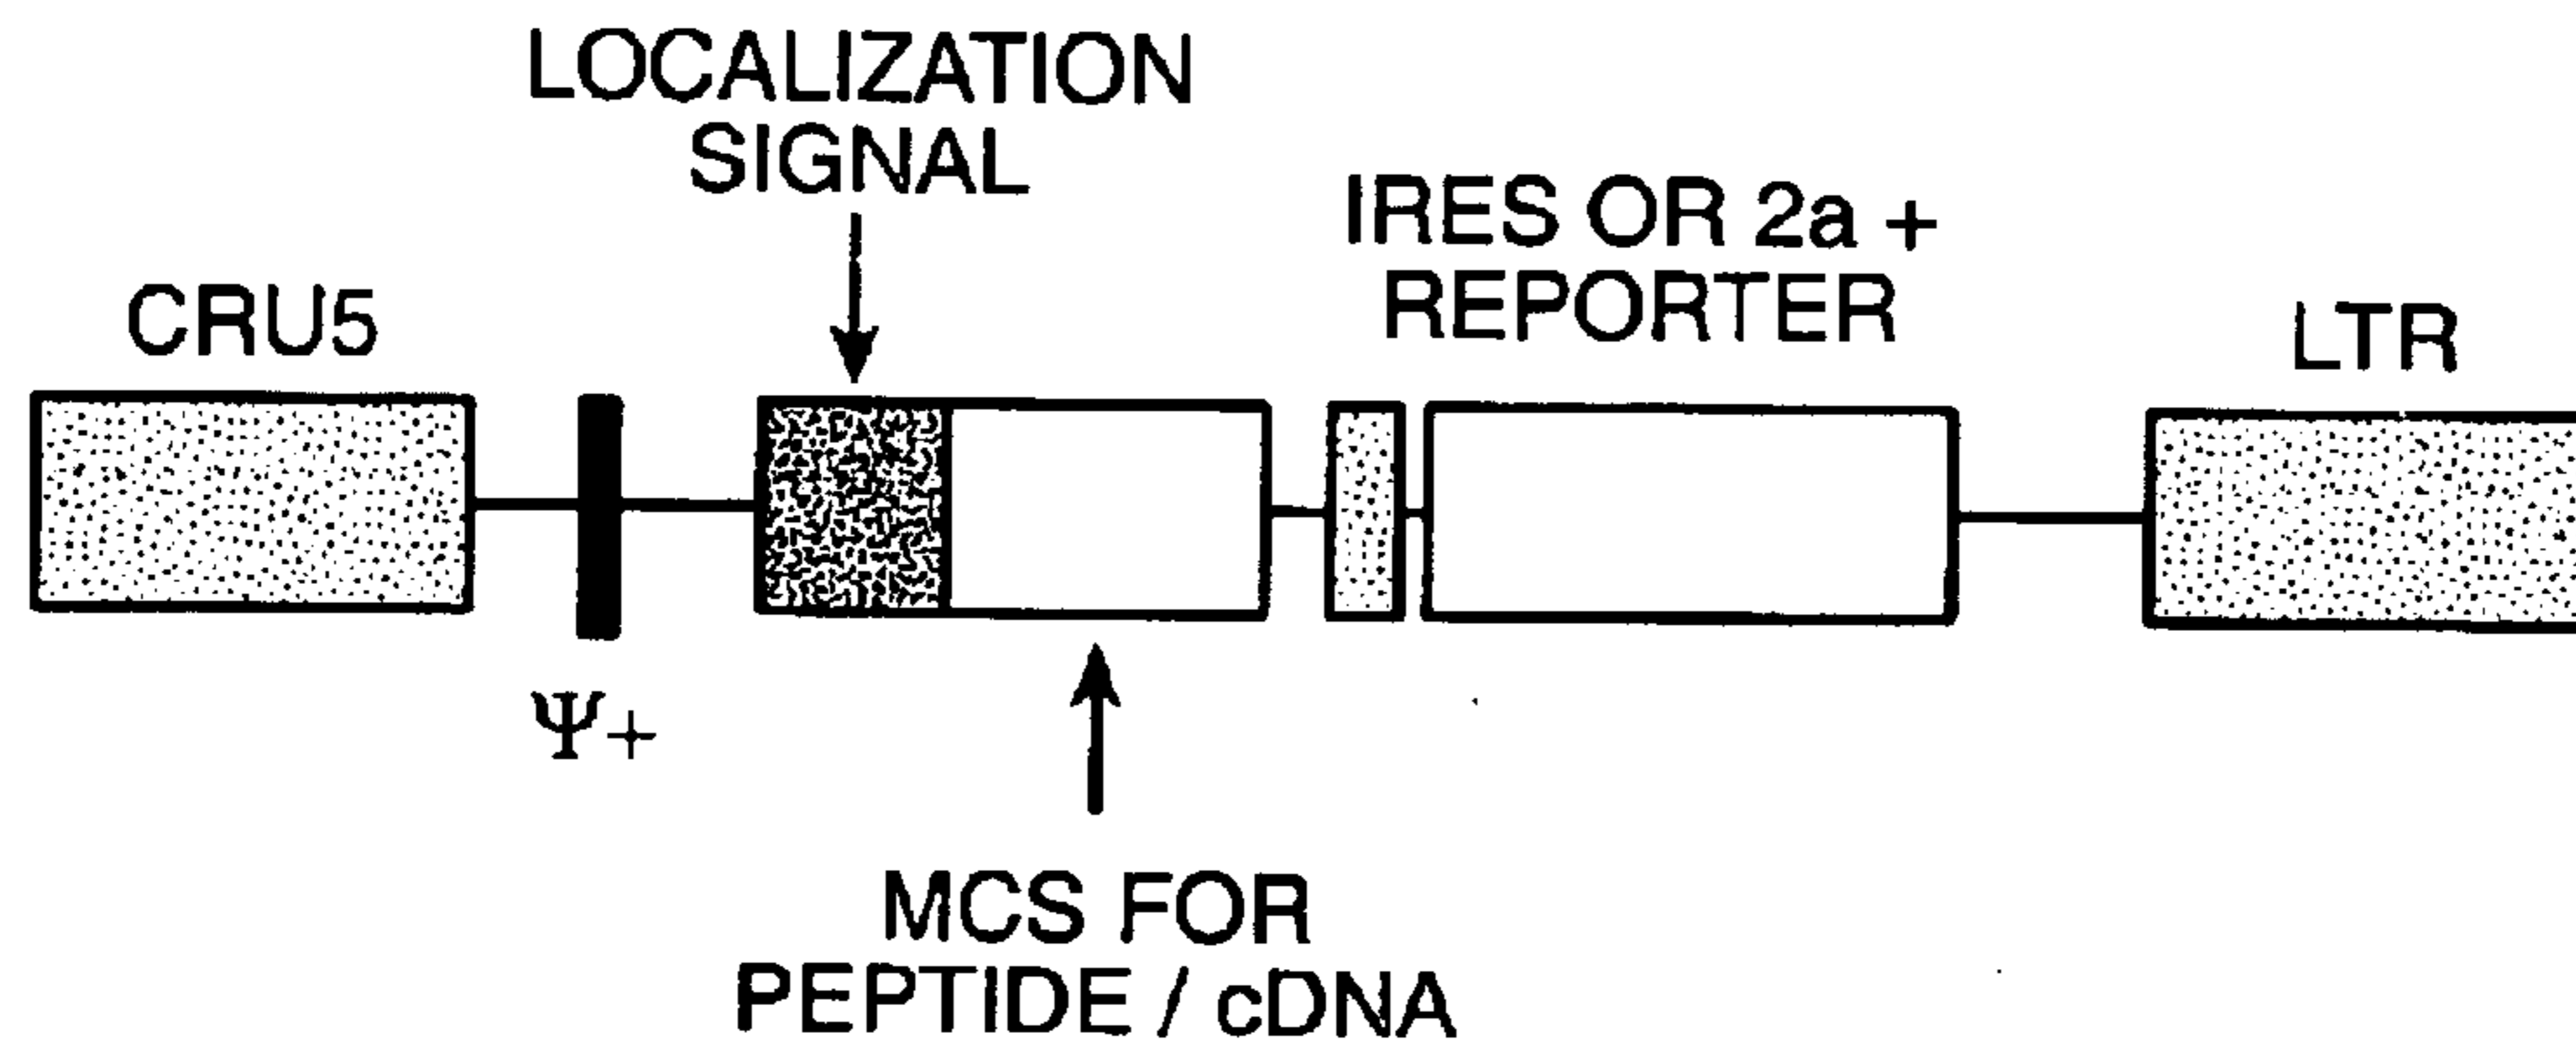 LOCALIZATION
SIGNAL
IRES OR 2a +
REPORTER
CRU5
LTR
Ψ+
MCS FOR
PEPTIDE / cDNA